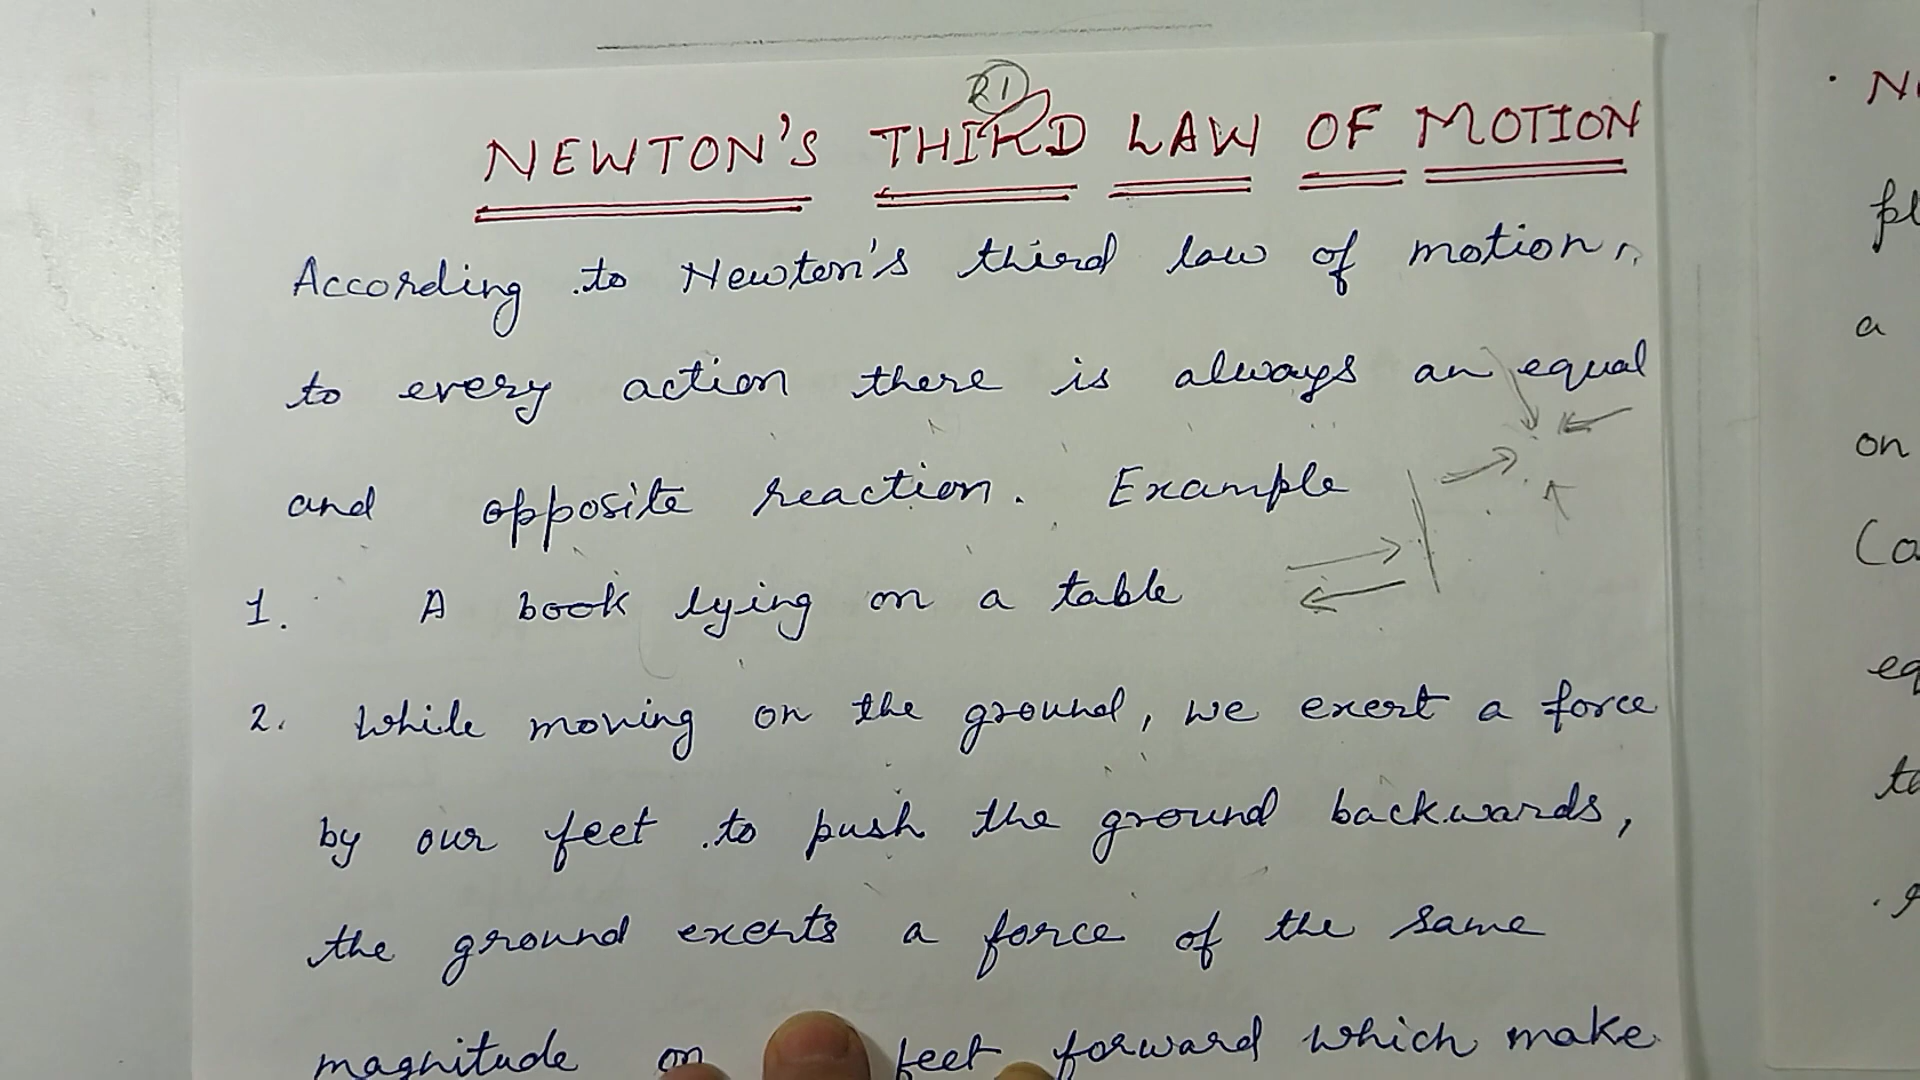 R1
NEWTON'S THIRD LAW OF MOTION
According to Newton's third law of motion,
to every action there is always an equal
and opposite reaction. Example
1. A book lying on a table
2. While moving on the ground, we exert a force
by our feet to push the ground backwards,
the ground exerts a force of the same
magnitude on feet forward which make
a
on